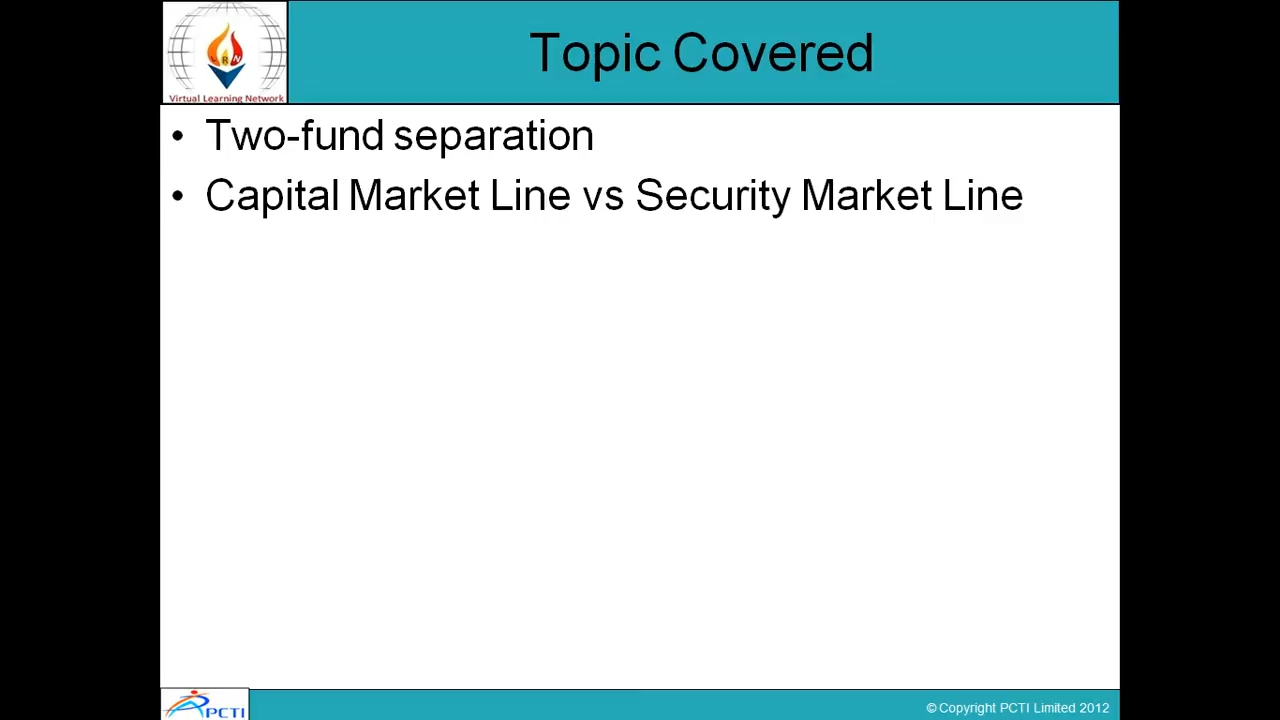 Topic Covered
Virtual Learning Network
• Two-fund separation
• Capital Market Line vs Security Market Line
PCTI
© Copyright PCTI Limited 2012